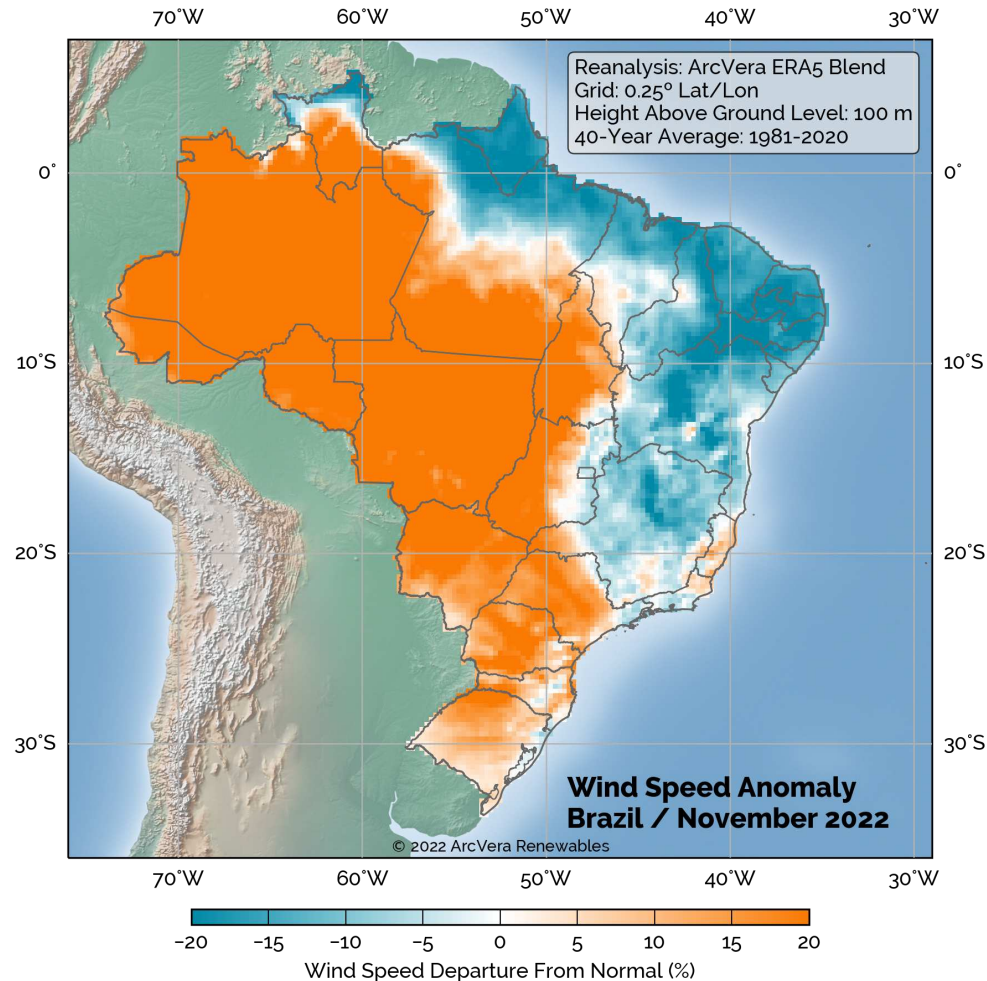 70˚W 60˚W 50˚W 40˚W 30˚W
Reanalysis: ArcVera ERA5 Blend
Grid: 0.25º Lat/Lon
Height Above Ground Level: 100 m
40-Year Average: 1981-2020
0˚ 0˚
10˚S 10˚S
20˚S 20˚S
30˚S 30˚S
Wind Speed Anomaly
Brazil / November 2022
© 2022 ArcVera Renewables
70˚W 60˚W 50˚W 40˚W 30˚W
−20 −15 −10 −5 0 5 10 15 20
Wind Speed Departure From Normal (%)